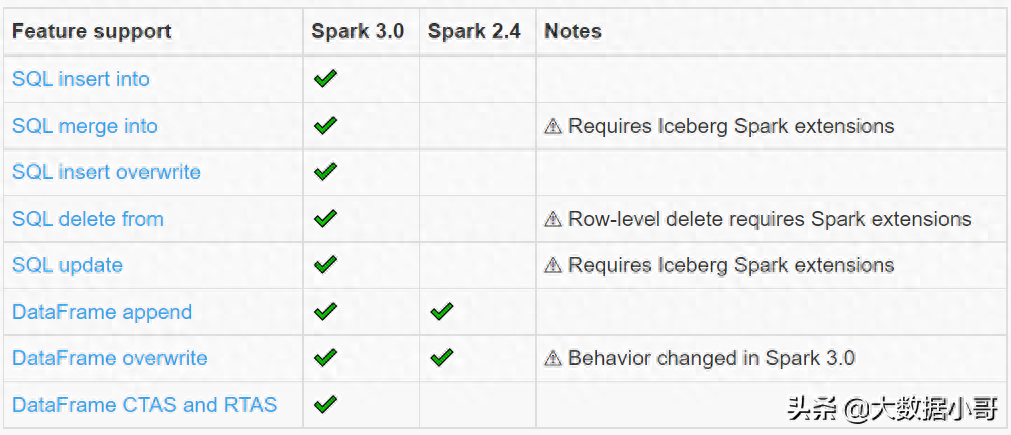 Feature support Spark 3.0 Spark 2.4 Notes
SQL insert into ✔
SQL merge into ✔ ⚠ Requires Iceberg Spark extensions
SQL insert overwrite ✔
SQL delete from ✔ ⚠ Row-level delete requires Spark extensions
SQL update ✔ ⚠ Requires Iceberg Spark extensions
DataFrame append ✔ ✔
DataFrame overwrite ✔ ✔ ⚠ Behavior changed in Spark 3.0
DataFrame CTAS and RTAS ✔
头条 @大数据小哥